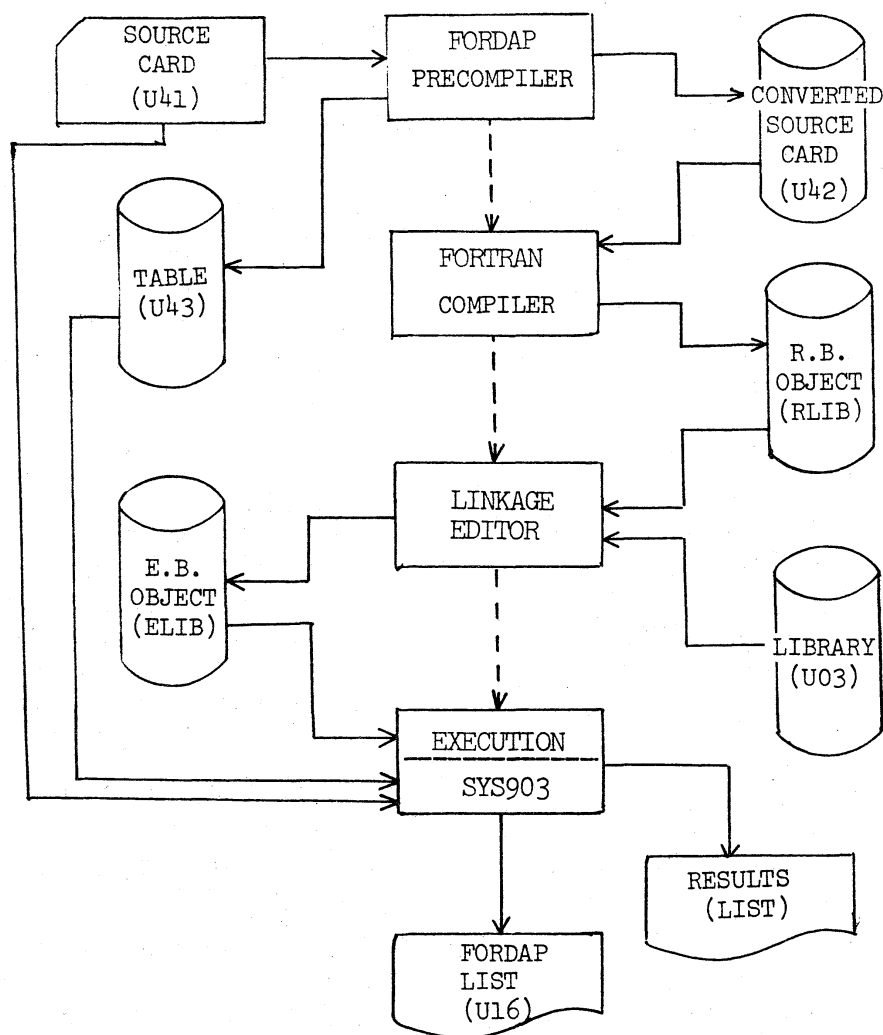 SOURCE
CARD
(U41)
FORDAP
PRECOMPILER
CONVERTED
SOURCE
CARD
(U42)
TABLE
(U43)
FORTRAN
COMPILER
R.B.
OBJECT
(RLIB)
LINKAGE
EDITOR
E.B.
OBJECT
(ELIB)
LIBRARY
(U03)
EXECUTION
SYS903
RESULTS
(LIST)
FORDAP
LIST
(U16)